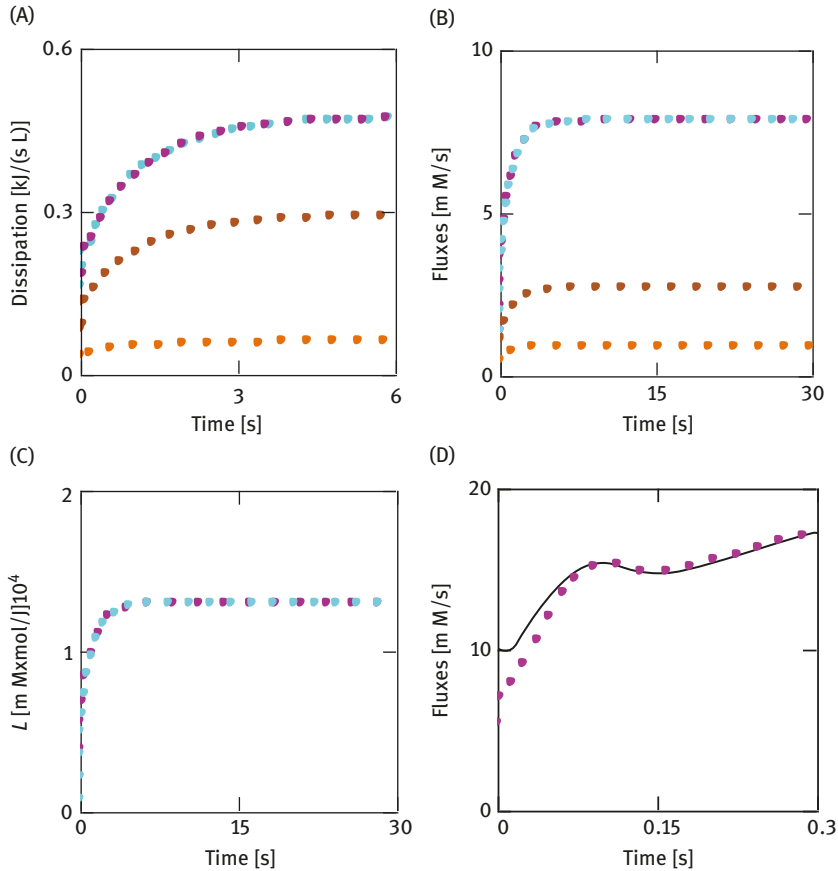 (A)
0.6
0.3
0
Dissipation [kJ/(s L)]
0 3 6
Time [s]
(B)
10
5
0
Fluxes [m M/s]
0 15 30
Time [s]
(C)
2
1
0
L [m Mxmol/J]10⁴
0 15 30
Time [s]
(D)
20
10
0
Fluxes [m M/s]
0 0.15 0.3
Time [s]